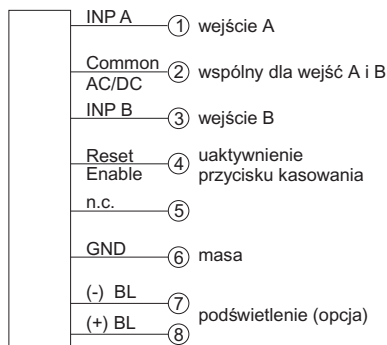 INP A
1 wejście A
Common
AC/DC
2 wspólny dla wejść A i B
INP B
3 wejście B
Reset
Enable
4 uaktywnienie
przycisku kasowania
n.c.
5
GND
6 masa
(-) BL
7
podświetlenie (opcja)
(+) BL
8